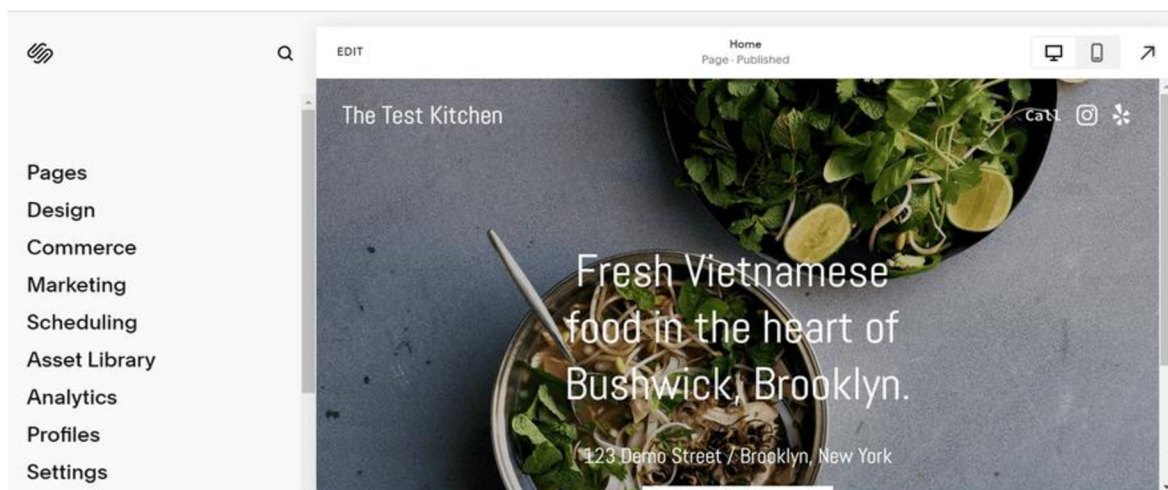 EDIT
Home
Page · Published
The Test Kitchen
Call
Pages
Design
Commerce
Marketing
Scheduling
Asset Library
Analytics
Profiles
Settings
Fresh Vietnamese
food in the heart of
Bushwick, Brooklyn.
123 Demo Street / Brooklyn, New York